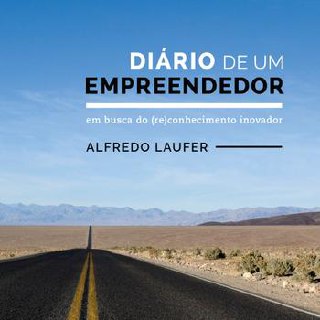 DIÁRIO DE UM
EMPREENDEDOR
em busca do (re)conhecimento inovador
ALFREDO LAUFER